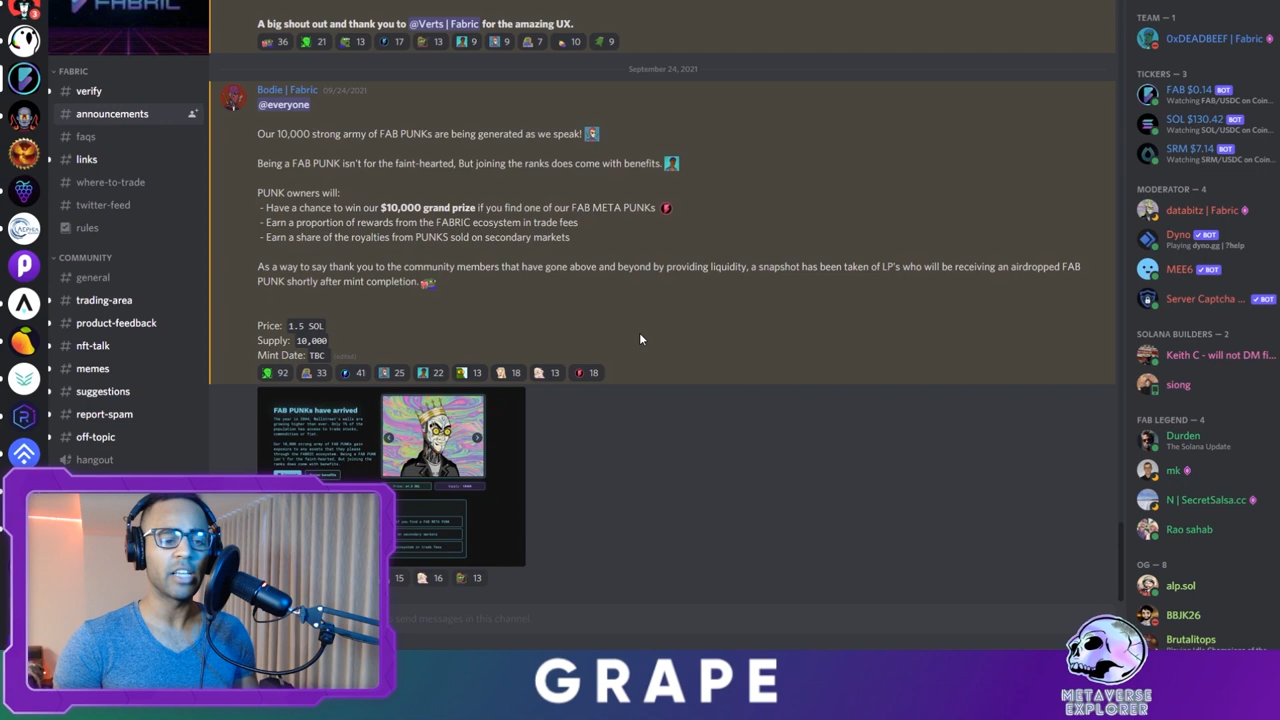 FABRIC
3
FABRIC
verify
announcements
faqs
links
where-to-trade
twitter-feed
rules
COMMUNITY
general
trading-area
product-feedback
nft-talk
memes
suggestions
report-spam
off-topic
hangout
A big shout out and thank you to @Verts | Fabric for the amazing UX.
36 21 13 17 13 9 9 7 10 9
September 24, 2021
Bodie | Fabric 09/24/2021
@everyone
Our 10,000 strong army of FAB PUNKs are being generated as we speak!
Being a FAB PUNK isn't for the faint-hearted, But joining the ranks does come with benefits.
PUNK owners will:
- Have a chance to win our $10,000 grand prize if you find one of our FAB META PUNKs
- Earn a proportion of rewards from the FABRIC ecosystem in trade fees
- Earn a share of the royalties from PUNKS sold on secondary markets
As a way to say thank you to the community members that have gone above and beyond by providing liquidity, a snapshot has been taken of LP's who will be receiving an airdropped FAB
PUNK shortly after mint completion.
Price: 1.5 SOL
Supply: 10,000
Mint Date: TBC (edited)
92 33 41 25 22 13 18 13 18
FAB PUNKs have arrived
15 16 13
send messages in this channel.
TEAM — 1
0xDEADBEEF | Fabric
TICKERS — 3
FAB $0.14 BOT
Watching FAB/USDC on Coin...
SOL $130.42 BOT
Watching SOL/USDC on Coin...
SRM $7.14 BOT
Watching SRM/USDC on Coin...
MODERATOR — 4
databitz | Fabric
Dyno BOT
Playing dyno.gg | ?help
MEE6 BOT
Server Captcha ... BOT
SOLANA BUILDERS — 2
Keith C - will not DM fi...
siong
FAB LEGEND — 4
Durden
The Solana Update
mk
N | SecretSalsa.cc
Rao sahab
OG — 8
alp.sol
BBJK26
Brutalitops
GRAPE
METAVERSE
EXPLORER